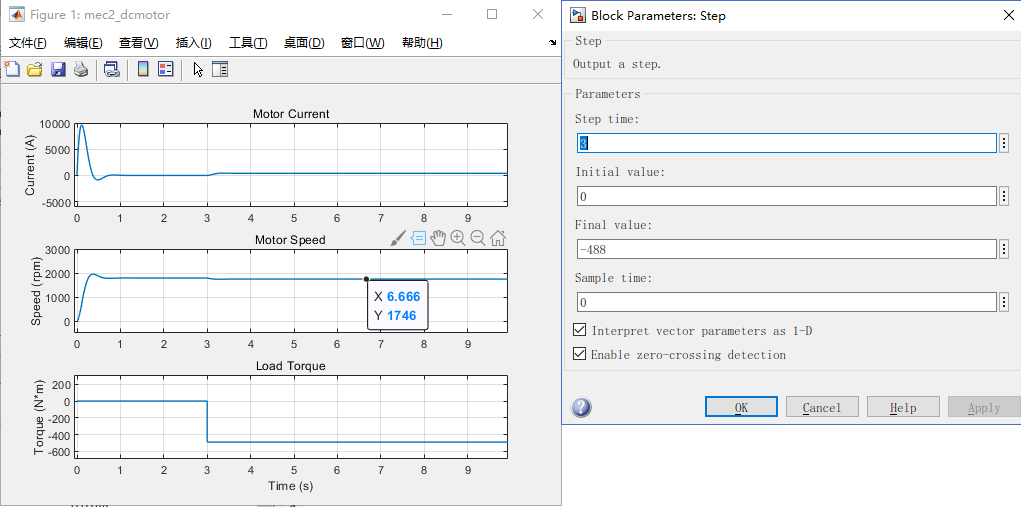 Figure 1: mec2_dcmotor
文件(F) 编辑(E) 查看(V) 插入(I) 工具(T) 桌面(D) 窗口(W) 帮助(H)
Motor Current
Current (A)
10000
5000
0
-5000
0 1 2 3 4 5 6 7 8 9
Motor Speed
Speed (rpm)
3000
2000
1000
0
X 6.666
Y 1746
0 1 2 3 4 5 6 7 8 9
Load Torque
Torque (N*m)
200
0
-200
-400
-600
0 1 2 3 4 5 6 7 8 9
Time (s)
Block Parameters: Step
Step
Output a step.
Parameters
Step time:
3
Initial value:
0
Final value:
-488
Sample time:
0
Interpret vector parameters as 1-D
Enable zero-crossing detection
OK Cancel Help Apply